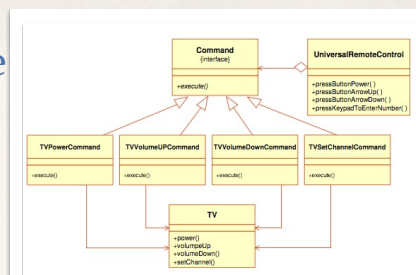 e
Command
{interface}
+execute()
UniversalRemoteControl
+pressButtonPower( )
+pressButtonArrowUp( )
+pressButtonArrowDown( )
+pressKeypadToEnterNumber( )
TVPowerCommand
+execute()
TVVolumeUPCommand
+execute()
TVVolumeDownCommand
+execute()
TVSetChannelCommand
+execute()
TV
+power()
+volumpeUp
+volumeDown()
+setChannel()